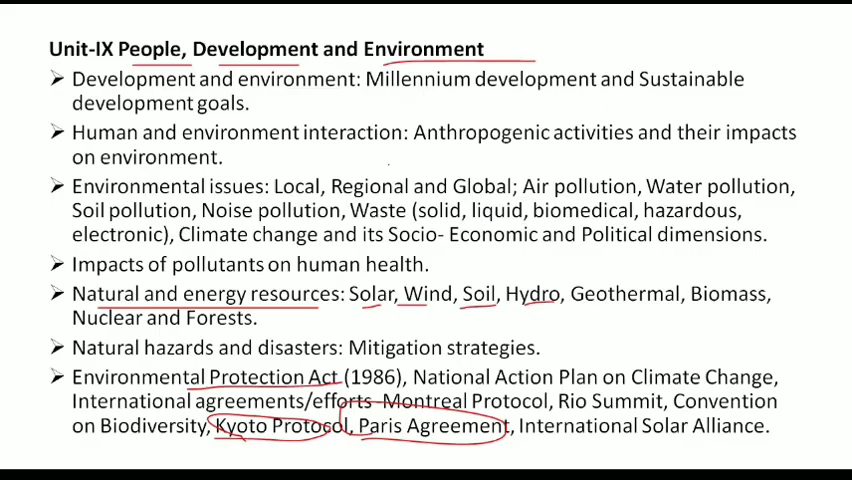 Unit-IX People, Development and Environment
➢ Development and environment: Millennium development and Sustainable
development goals.
➢ Human and environment interaction: Anthropogenic activities and their impacts
on environment.
➢ Environmental issues: Local, Regional and Global; Air pollution, Water pollution,
Soil pollution, Noise pollution, Waste (solid, liquid, biomedical, hazardous,
electronic), Climate change and its Socio- Economic and Political dimensions.
➢ Impacts of pollutants on human health.
➢ Natural and energy resources: Solar, Wind, Soil, Hydro, Geothermal, Biomass,
Nuclear and Forests.
➢ Natural hazards and disasters: Mitigation strategies.
➢ Environmental Protection Act (1986), National Action Plan on Climate Change,
International agreements/efforts -Montreal Protocol, Rio Summit, Convention
on Biodiversity, Kyoto Protocol, Paris Agreement, International Solar Alliance.